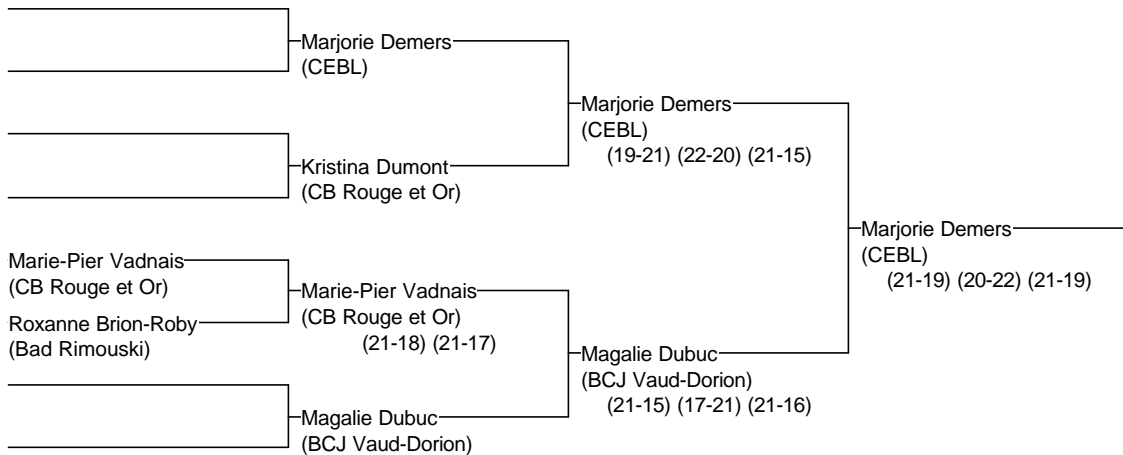 Marjorie Demers
(CEBL)
Marjorie Demers
(CEBL)
(19-21) (22-20) (21-15)
Kristina Dumont
(CB Rouge et Or)
Marjorie Demers
(CEBL)
(21-19) (20-22) (21-19)
Marie-Pier Vadnais
(CB Rouge et Or)
Marie-Pier Vadnais
(CB Rouge et Or)
(21-18) (21-17)
Roxanne Brion-Roby
(Bad Rimouski)
Magalie Dubuc
(BCJ Vaud-Dorion)
(21-15) (17-21) (21-16)
Magalie Dubuc
(BCJ Vaud-Dorion)